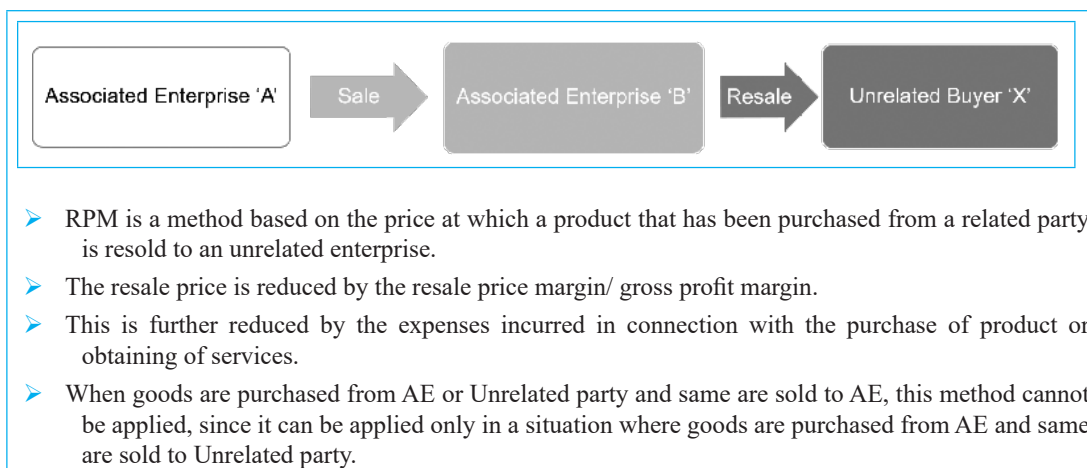 Associated Enterprise ‘A’ Sale Associated Enterprise ‘B’ Resale Unrelated Buyer ‘X’
➢ RPM is a method based on the price at which a product that has been purchased from a related party
is resold to an unrelated enterprise.
➢ The resale price is reduced by the resale price margin/ gross profit margin.
➢ This is further reduced by the expenses incurred in connection with the purchase of product or
obtaining of services.
➢ When goods are purchased from AE or Unrelated party and same are sold to AE, this method cannot
be applied, since it can be applied only in a situation where goods are purchased from AE and same
are sold to Unrelated party.